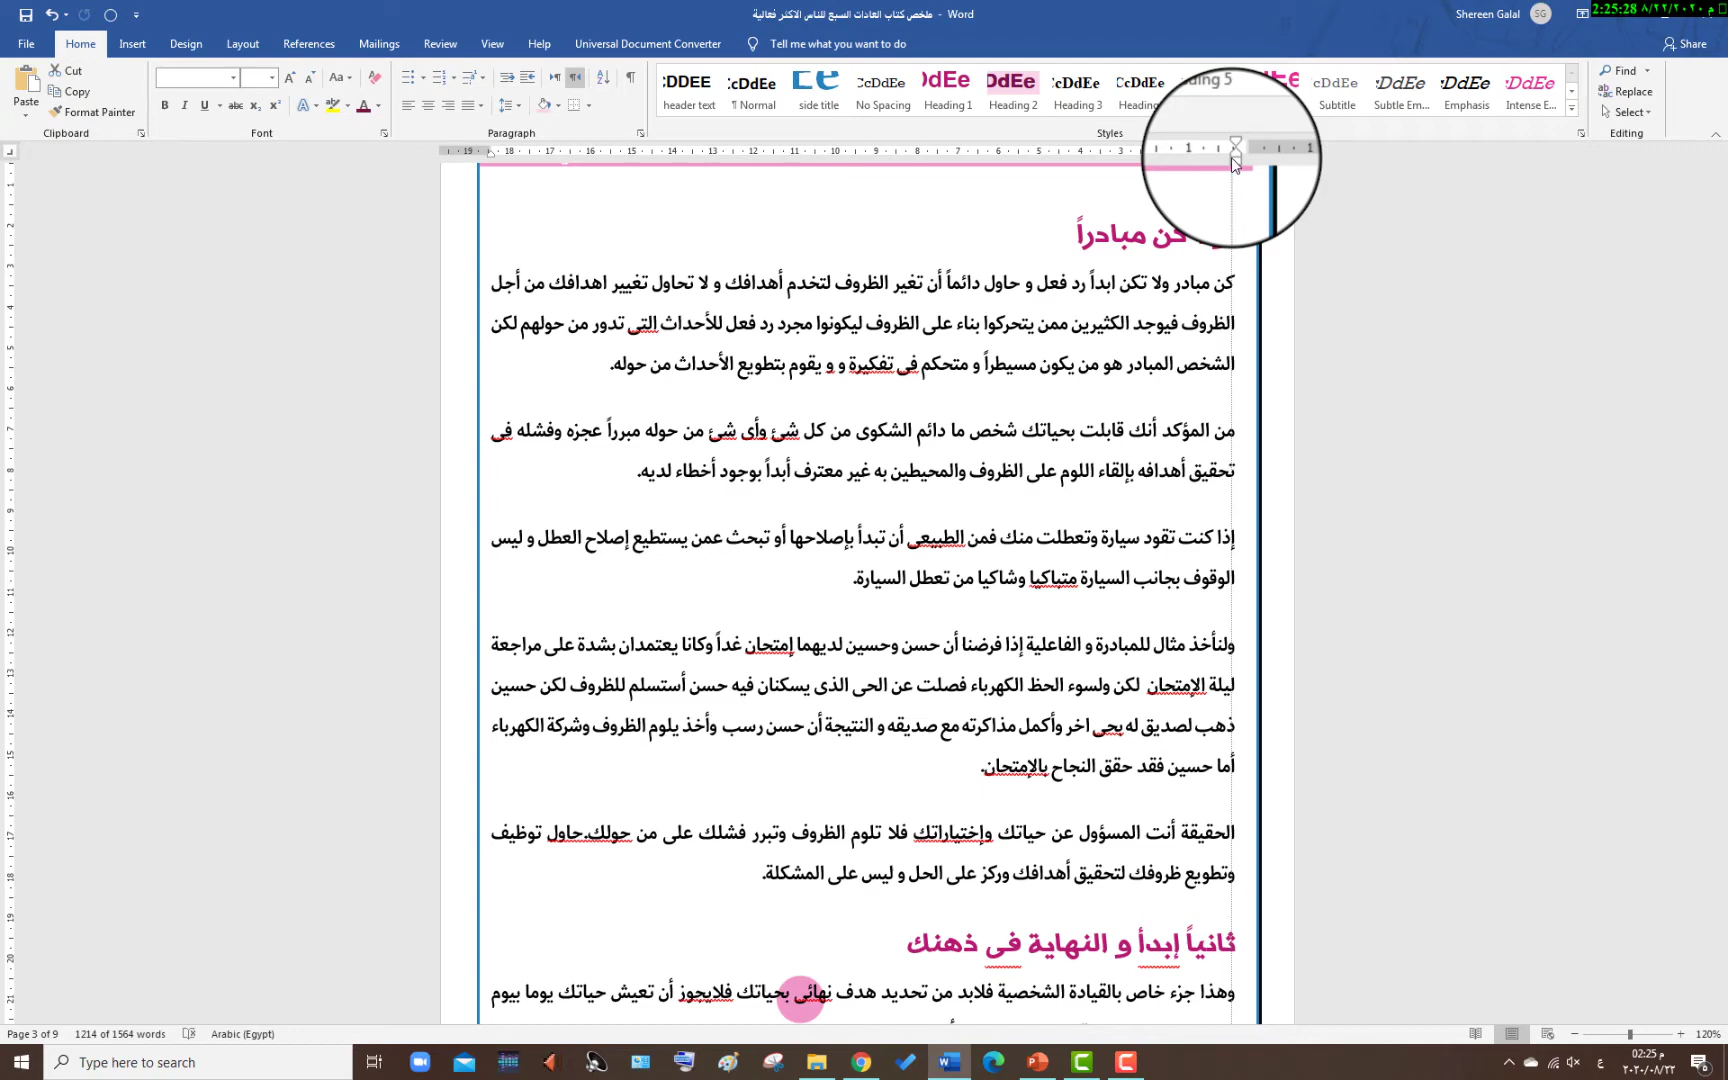 ملخص كتاب العادات السبع للناس الاكثر فعالية - Word
Shereen Galal
SG
2:25:28 م ٨/٢٢/٢٠٢٠
File Home Insert Design Layout References Mailings Review View Help Universal Document Converter Tell me what you want to do Share
Paste
Cut
Copy
Format Painter
Clipboard
Font
Paragraph
header text
¶ Normal
side title
No Spacing
Heading 1
Heading 2
Heading 3
Subtitle
Subtle Em...
Emphasis
Intense E...
Styles
Find
Replace
Select
Editing
كن مبادراً
كن مبادر ولا تكن ابداً رد فعل و حاول دائماً أن تغير الظروف لتخدم أهدافك و لا تحاول تغيير اهدافك من أجل
الظروف فيوجد الكثيرين ممن يتحركوا بناء على الظروف ليكونوا مجرد رد فعل للأحداث التى تدور من حولهم لكن
الشخص المبادر هو من يكون مسيطراً و متحكم فى تفكيرة و و يقوم بتطويع الأحداث من حوله.
من المؤكد أنك قابلت بحياتك شخص ما دائم الشكوى من كل شئ وأى شئ من حوله مبرراً عجزه وفشله فى
تحقيق أهدافه بإلقاء اللوم على الظروف والمحيطين به غير معترف أبداً بوجود أخطاء لديه.
إذا كنت تقود سيارة وتعطلت منك فمن الطبيعى أن تبدأ بإصلاحها أو تبحث عمن يستطيع إصلاح العطل و ليس
الوقوف بجانب السيارة متباكيا وشاكيا من تعطل السيارة.
ولنأخذ مثال للمبادرة و الفاعلية إذا فرضنا أن حسن وحسين لديهما إمتحان غداً وكانا يعتمدان بشدة على مراجعة
ليلة الإمتحان لكن ولسوء الحظ الكهرباء فصلت عن الحى الذى يسكنان فيه حسن أستسلم للظروف لكن حسين
ذهب لصديق له بحى اخر وأكمل مذاكرته مع صديقه و النتيجة أن حسن رسب وأخذ يلوم الظروف وشركة الكهرباء
أما حسين فقد حقق النجاح بالإمتحان.
الحقيقة أنت المسؤول عن حياتك وإختياراتك فلا تلوم الظروف وتبرر فشلك على من حولك.حاول توظيف
وتطويع ظروفك لتحقيق أهدافك وركز على الحل و ليس على المشكلة.
ثانياً إبدأ و النهاية فى ذهنك
وهذا جزء خاص بالقيادة الشخصية فلابد من تحديد هدف نهائى بحياتك فلايجوز أن تعيش حياتك يوما بيوم
Page 3 of 9 1214 of 1564 words Arabic (Egypt) 120%
Type here to search
ع
02:25 م
٢٠٢٠/٠٨/٢٢